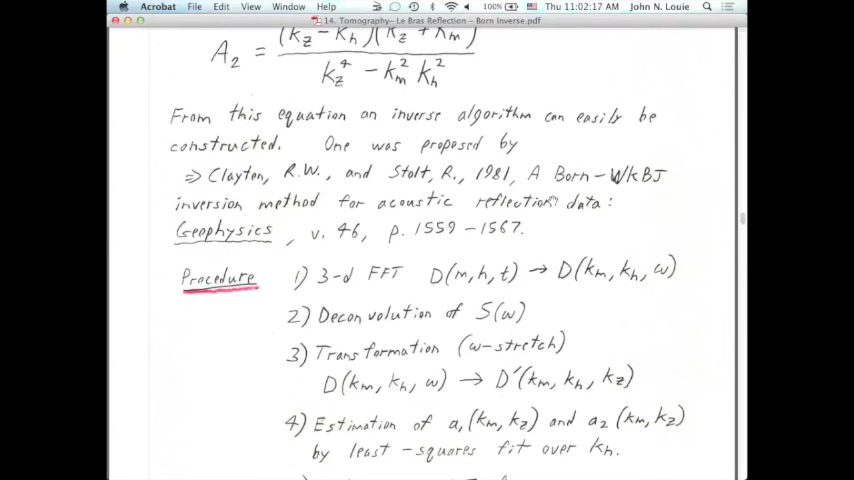 Acrobat File Edit View Window Help 100% Thu 11:02:17 AM John N. Louie
14. Tomography– Le Bras Reflection – Born Inverse.pdf
A₂ = (k_z − k_h)(k_z + k_m)
k_z⁴ − k_m² k_h²
From this equation an inverse algorithm can easily be
constructed. One was proposed by
⇒ Clayten, R.W., and Stolt, R., 1981, A Born–WKBJ
inversion method for acoustic reflection data:
Geophysics, v. 46, p. 1559–1567.
Procedure 1) 3-d FFT D(m,h,t) → D(k_m, k_h, ω)
2) Deconvolution of S(ω)
3) Transformation (ω-stretch)
D(k_m, k_h, ω) → D′(k_m, k_h, k_z)
4) Estimation of a₁(k_m, k_z) and a₂(k_m, k_z)
by least-squares fit over k_h.